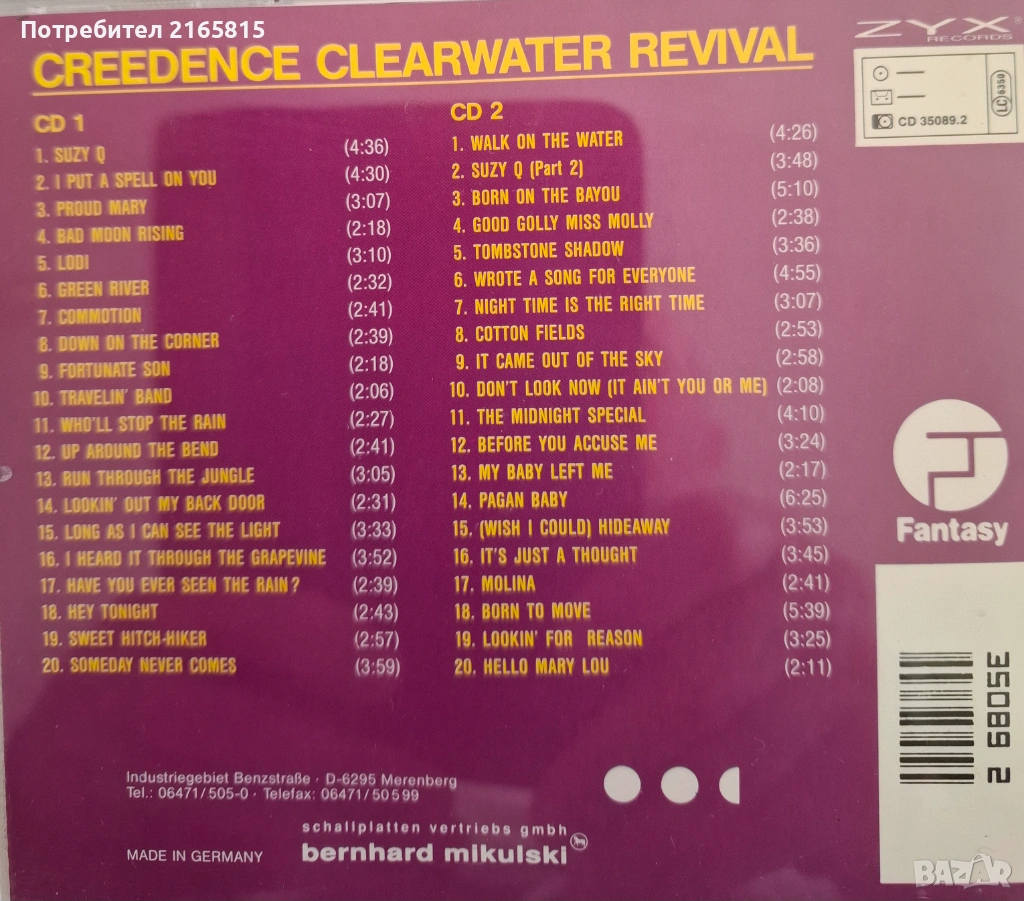 Потребител 2165815
CREEDENCE CLEARWATER REVIVAL
ZYX
RECORDS
LC 6350
CD 35089.2
CD 1
1. SUZY Q (4:36)
2. I PUT A SPELL ON YOU (4:30)
3. PROUD MARY (3:07)
4. BAD MOON RISING (2:18)
5. LODI (3:10)
6. GREEN RIVER (2:32)
7. COMMOTION (2:41)
8. DOWN ON THE CORNER (2:39)
9. FORTUNATE SON (2:18)
10. TRAVELIN' BAND (2:06)
11. WHO'LL STOP THE RAIN (2:27)
12. UP AROUND THE BEND (2:41)
13. RUN THROUGH THE JUNGLE (3:05)
14. LOOKIN' OUT MY BACK DOOR (2:31)
15. LONG AS I CAN SEE THE LIGHT (3:33)
16. I HEARD IT THROUGH THE GRAPEVINE (3:52)
17. HAVE YOU EVER SEEN THE RAIN? (2:39)
18. HEY TONIGHT (2:43)
19. SWEET HITCH-HIKER (2:57)
20. SOMEDAY NEVER COMES (3:59)
CD 2
1. WALK ON THE WATER (4:26)
2. SUZY Q (Part 2) (3:48)
3. BORN ON THE BAYOU (5:10)
4. GOOD GOLLY MISS MOLLY (2:38)
5. TOMBSTONE SHADOW (3:36)
6. WROTE A SONG FOR EVERYONE (4:55)
7. NIGHT TIME IS THE RIGHT TIME (3:07)
8. COTTON FIELDS (2:53)
9. IT CAME OUT OF THE SKY (2:58)
10. DON'T LOOK NOW (IT AIN'T YOU OR ME) (2:08)
11. THE MIDNIGHT SPECIAL (4:10)
12. BEFORE YOU ACCUSE ME (3:24)
13. MY BABY LEFT ME (2:17)
14. PAGAN BABY (6:25)
15. (WISH I COULD) HIDEAWAY (3:53)
16. IT'S JUST A THOUGHT (3:45)
17. MOLINA (2:41)
18. BORN TO MOVE (5:39)
19. LOOKIN' FOR REASON (3:25)
20. HELLO MARY LOU (2:11)
Fantasy
35089 2
Industriegebiet Benzstraße · D-6295 Merenberg
Tel.: 06471/505-0 · Telefax: 06471/50599
schallplatten vertriebs gmbh
bernhard mikulski
MADE IN GERMANY
BAZAR